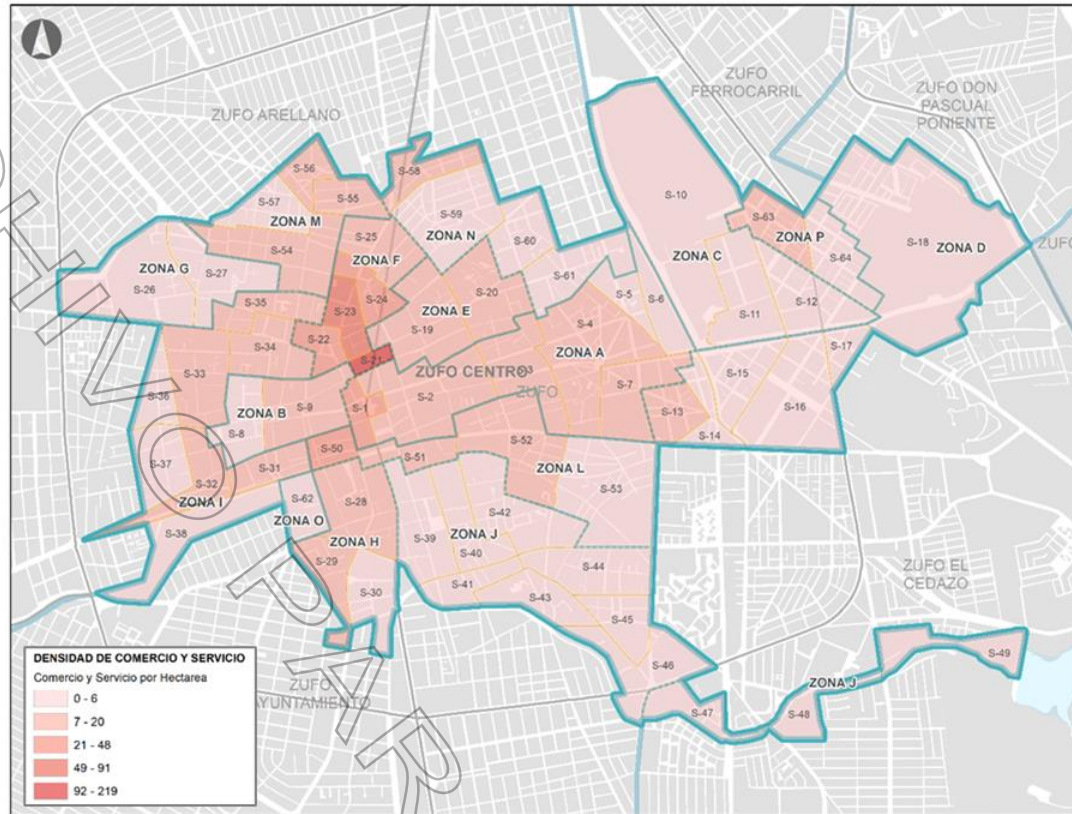 ZUFO
FERROCARRIL
ZUFO DON
PASCUAL
PONIENTE
ZUFO ARELLANO
S-56
S-58
S-55
S-57
S-10
S-59
S-63
ZONA M
S-25
ZONA N
ZONA P
S-60
S-18
ZONA D
ZUFO
S-54
ZONA F
ZONA C
S-64
ZONA G
S-27
S-61
S-26
S-24
S-20
S-5
S-6
S-12
S-35
S-23
ZONA E
S-11
S-19
S-4
S-22
S-34
S-17
ZONA A
S-21
ZUFO CENTRO
S-33
S-3
S-15
S-7
ZUFO
S-36
S-2
S-9
S-1
S-16
ZONA B
S-13
S-8
S-14
S-52
S-50
S-51
S-37
S-31
ZONA L
S-32
S-53
S-62
S-28
ZONA I
S-42
ZONA O
S-38
ZONA J
S-39
ZONA H
S-40
S-29
S-44
ZUFO EL
CEDAZO
S-41
S-30
S-43
S-45
S-49
S-46
ZONA J
ZUFO
AYUNTAMIENTO
S-47
S-48
DENSIDAD DE COMERCIO Y SERVICIO
Comercio y Servicio por Hectarea
0 - 6
7 - 20
21 - 48
49 - 91
92 - 219